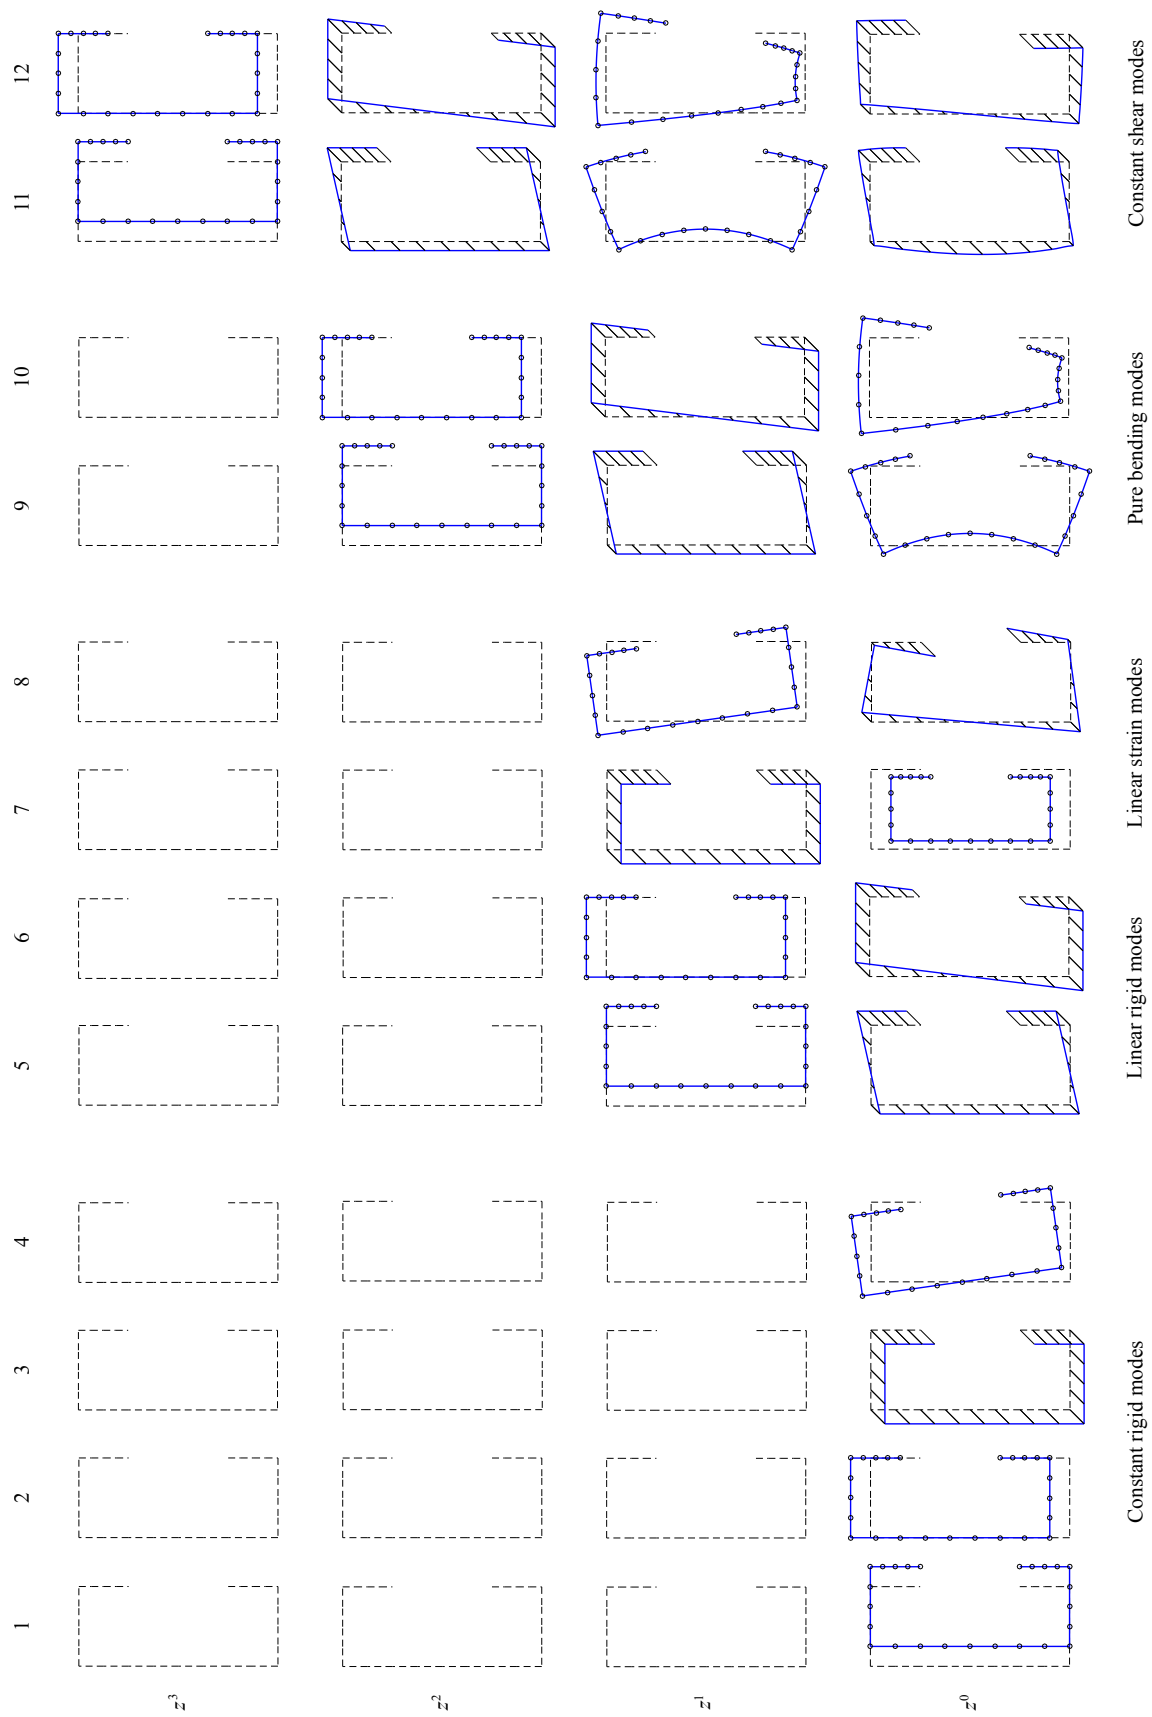 1 2 3 4 5 6 7 8 9 10 11 12
z³
z²
z¹
z⁰
Constant rigid modes Linear rigid modes Linear strain modes Pure bending modes Constant shear modes